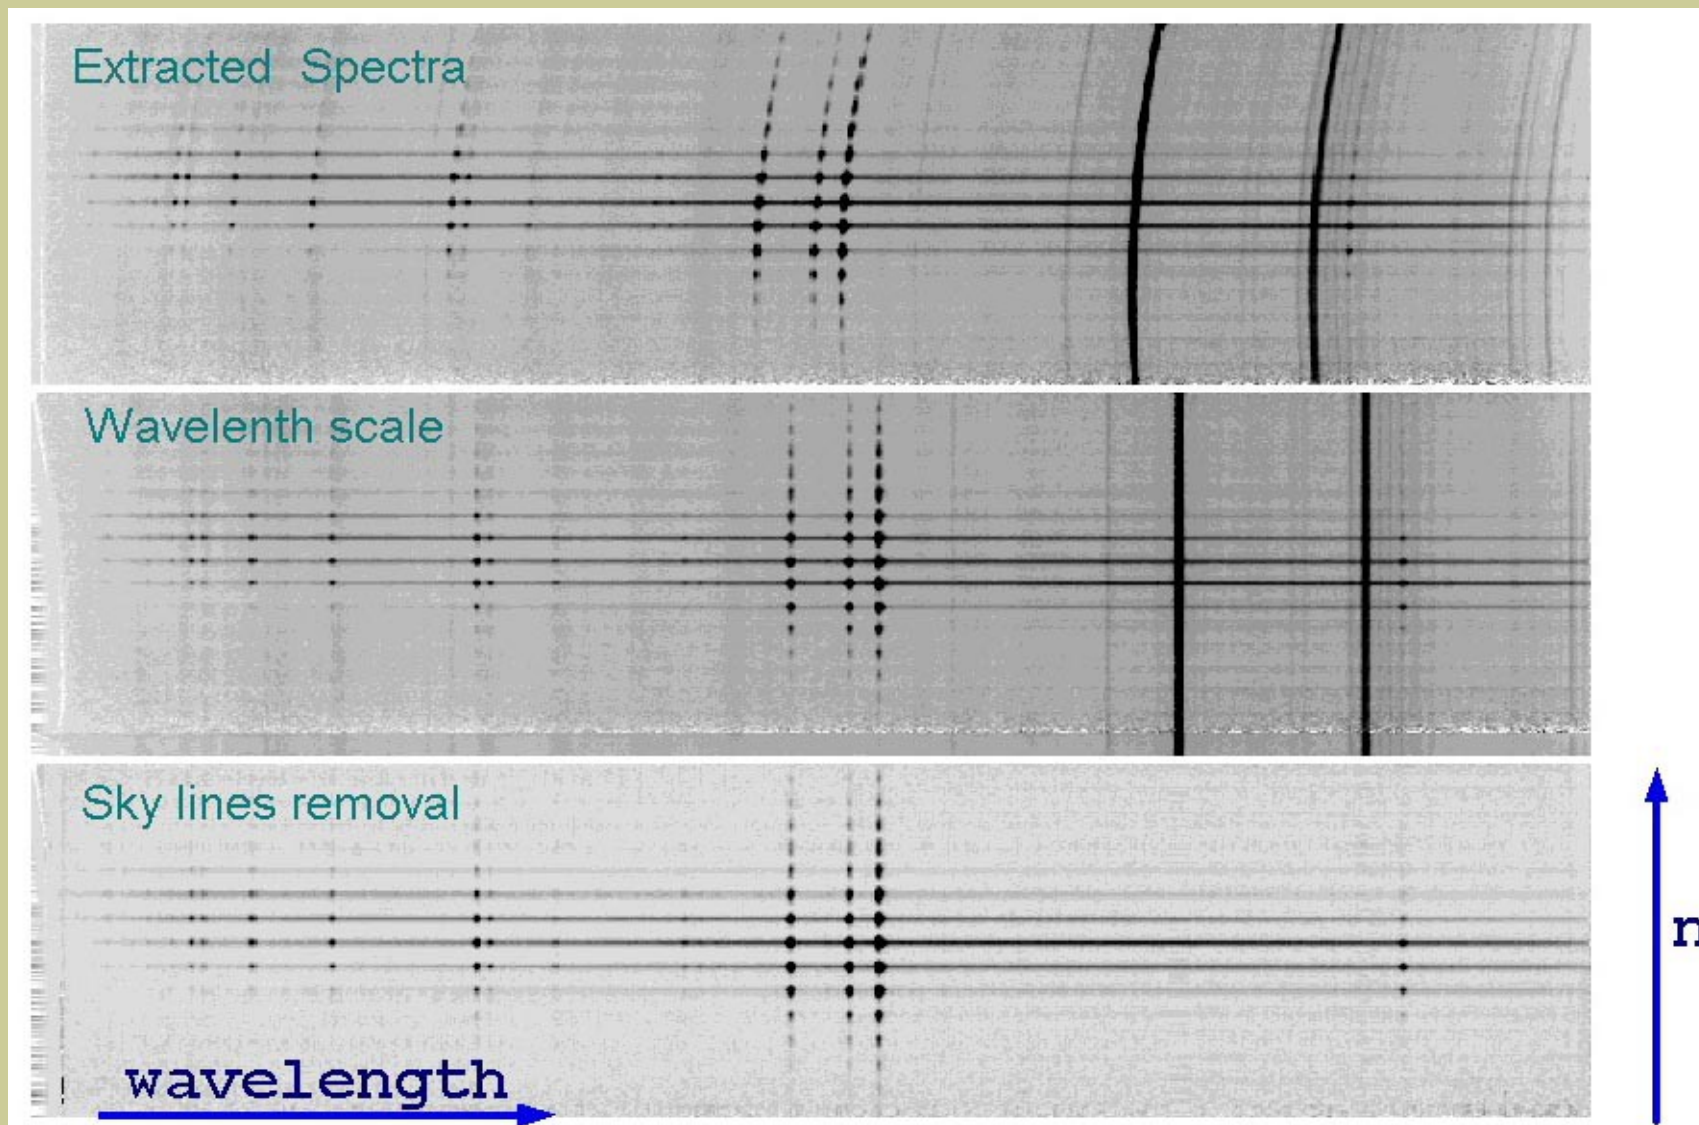 Extracted Spectra
Wavelenth scale
Sky lines removal
wavelength
n